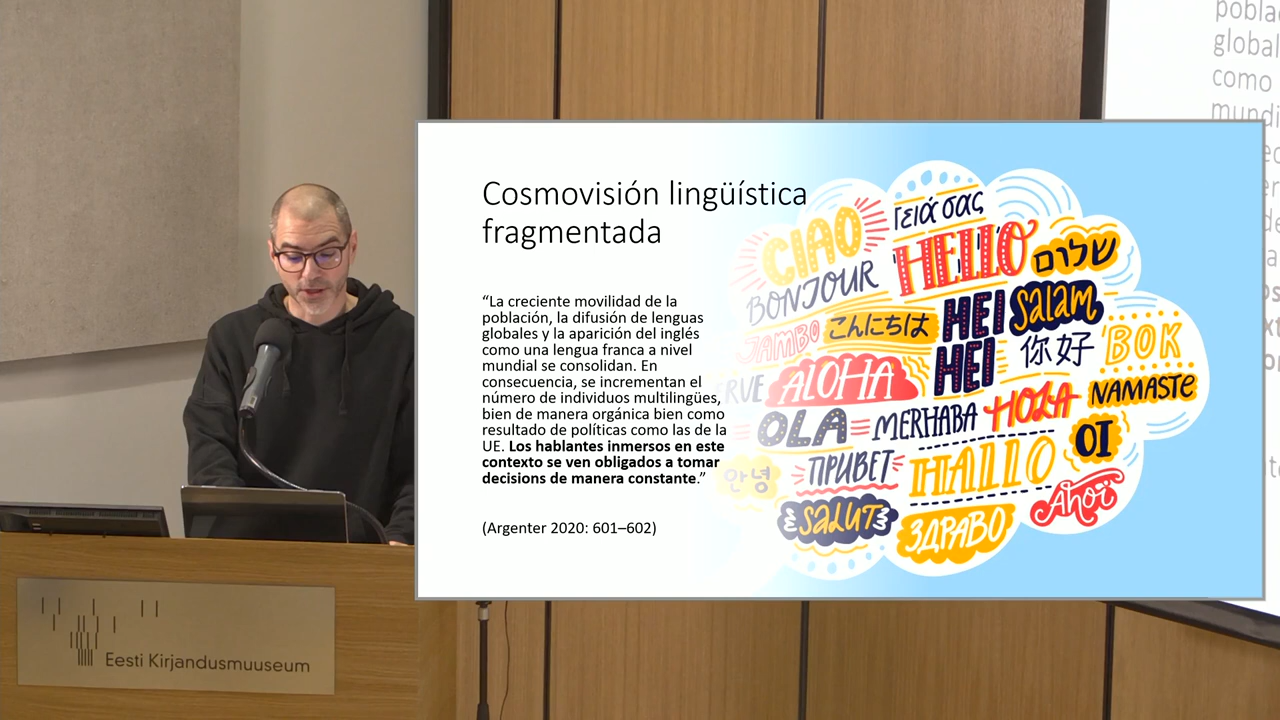 Cosmovisión lingüística
fragmentada
“La creciente movilidad de la
población, la difusión de lenguas
globales y la aparición del inglés
como una lengua franca a nivel
mundial se consolidan. En
consecuencia, se incrementan el
número de individuos multilingües,
bien de manera orgánica bien como
resultado de políticas como las de la
UE. Los hablantes inmersos en este
contexto se ven obligados a tomar
decisions de manera constante.”
(Argenter 2020: 601–602)
CIAO
Γειά σας
BONJOUR
HELLO
שלום
JAMBO
こんにちは
HEI
HEI
Salam
你好
BOK
ALOHA
NAMASTE
OLA
MERHABA
HOLA
OI
안녕
ПРИВЕТ
HALLO
SALUT
ЗДРАВО
Ahoi
Eesti Kirjandusmuuseum
global
como